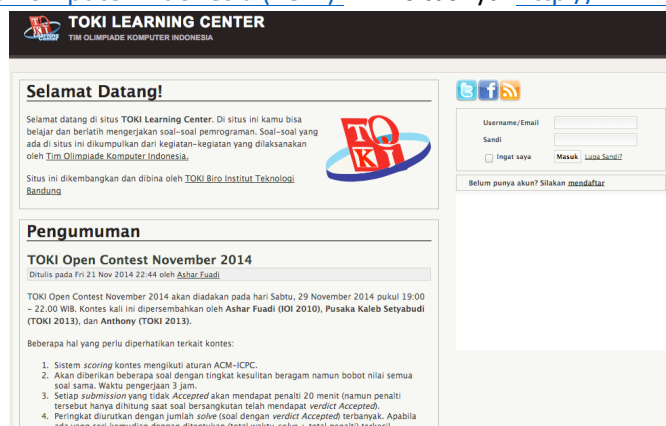 TOKI LEARNING CENTER
TIM OLIMPIADE KOMPUTER INDONESIA
Selamat Datang!
Selamat datang di situs TOKI Learning Center. Di situs ini kamu bisa
belajar dan berlatih mengerjakan soal-soal pemrograman. Soal-soal yang
ada di situs ini dikumpulkan dari kegiatan-kegiatan yang dilaksanakan
oleh Tim Olimpiade Komputer Indonesia.
Situs ini dikembangkan dan dibina oleh TOKI Biro Institut Teknologi
Bandung
TOKI
Username/Email
Sandi
Ingat saya
Masuk
Lupa Sandi?
Belum punya akun? Silakan mendaftar
Pengumuman
TOKI Open Contest November 2014
Ditulis pada Fri 21 Nov 2014 22:44 oleh Ashar Fuadi
TOKI Open Contest November 2014 akan diadakan pada hari Sabtu, 29 November 2014 pukul 19:00
- 22.00 WIB. Kontes kali ini dipersembahkan oleh Ashar Fuadi (IOI 2010), Pusaka Kaleb Setyabudi
(TOKI 2013), dan Anthony (TOKI 2013).
Beberapa hal yang perlu diperhatikan terkait kontes:
1. Sistem scoring kontes mengikuti aturan ACM-ICPC.
2. Akan diberikan beberapa soal dengan tingkat kesulitan beragam namun bobot nilai semua
soal sama. Waktu pengerjaan 3 jam.
3. Setiap submission yang tidak Accepted akan mendapat penalti 20 menit (namun penalti
tersebut hanya dihitung saat soal bersangkutan telah mendapat verdict Accepted).
4. Peringkat diurutkan dengan jumlah solve (soal dengan verdict Accepted) terbanyak. Apabila